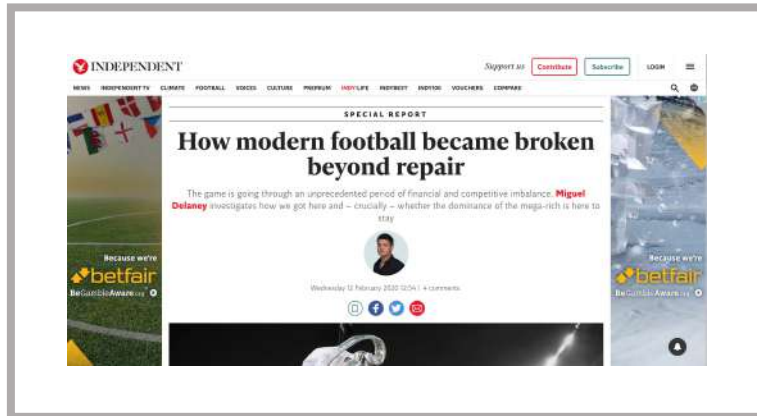 INDEPENDENT
Support us Contribute Subscribe LOGIN
NEWS INDEPENDENT TV CLIMATE FOOTBALL VOICES CULTURE PREMIUM INDY/LIFE INDYBEST INDY100 VOUCHERS COMPARE
SPECIAL REPORT
How modern football became broken
beyond repair
The game is going through an unprecedented period of financial and competitive imbalance. Miguel
Delaney investigates how we got here and – crucially – whether the dominance of the mega-rich is here to
stay
Wednesday 12 February 2020 12:54 | 4 comments
Because we're
betfair
BeGambleAware.org
Because we're
betfair
BeGambleAware.org